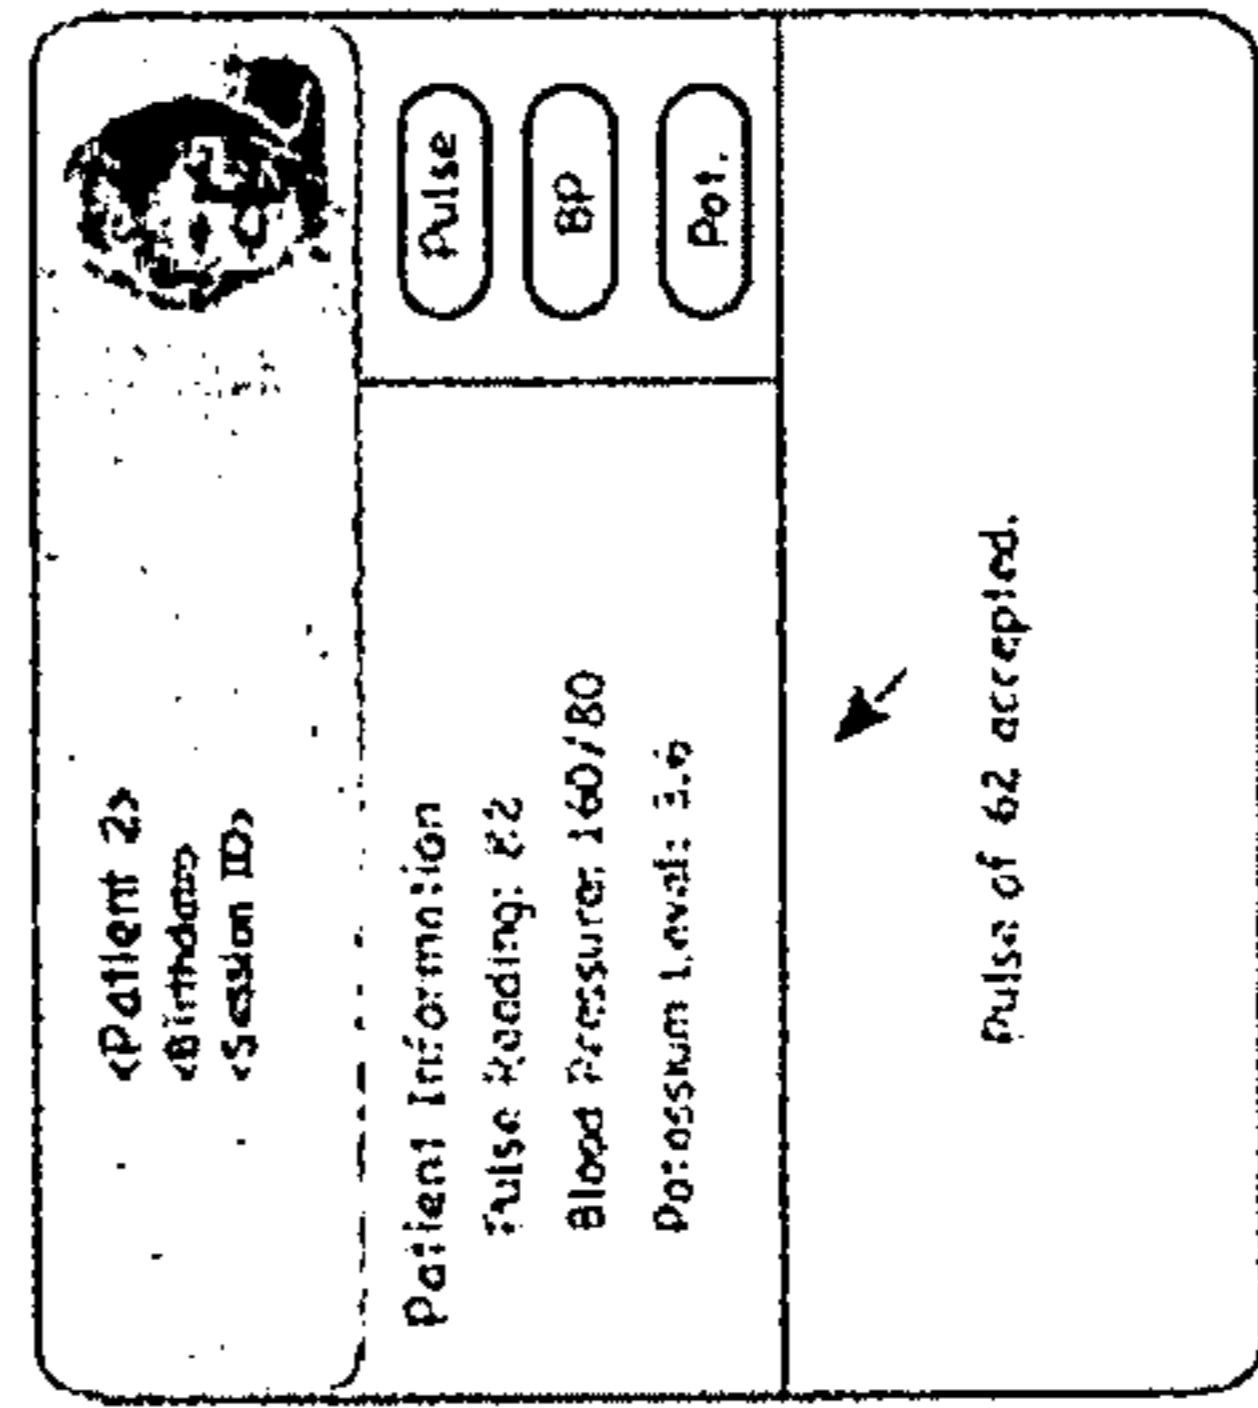 <Patient 2>
<Birthdate>
<Session ID>
Patient Information
Pulse Reading:
Blood Pressure: 160/80
Potassium Level: 3.6
Pulse
BP
Pot.
Pulse of 62 accepted.